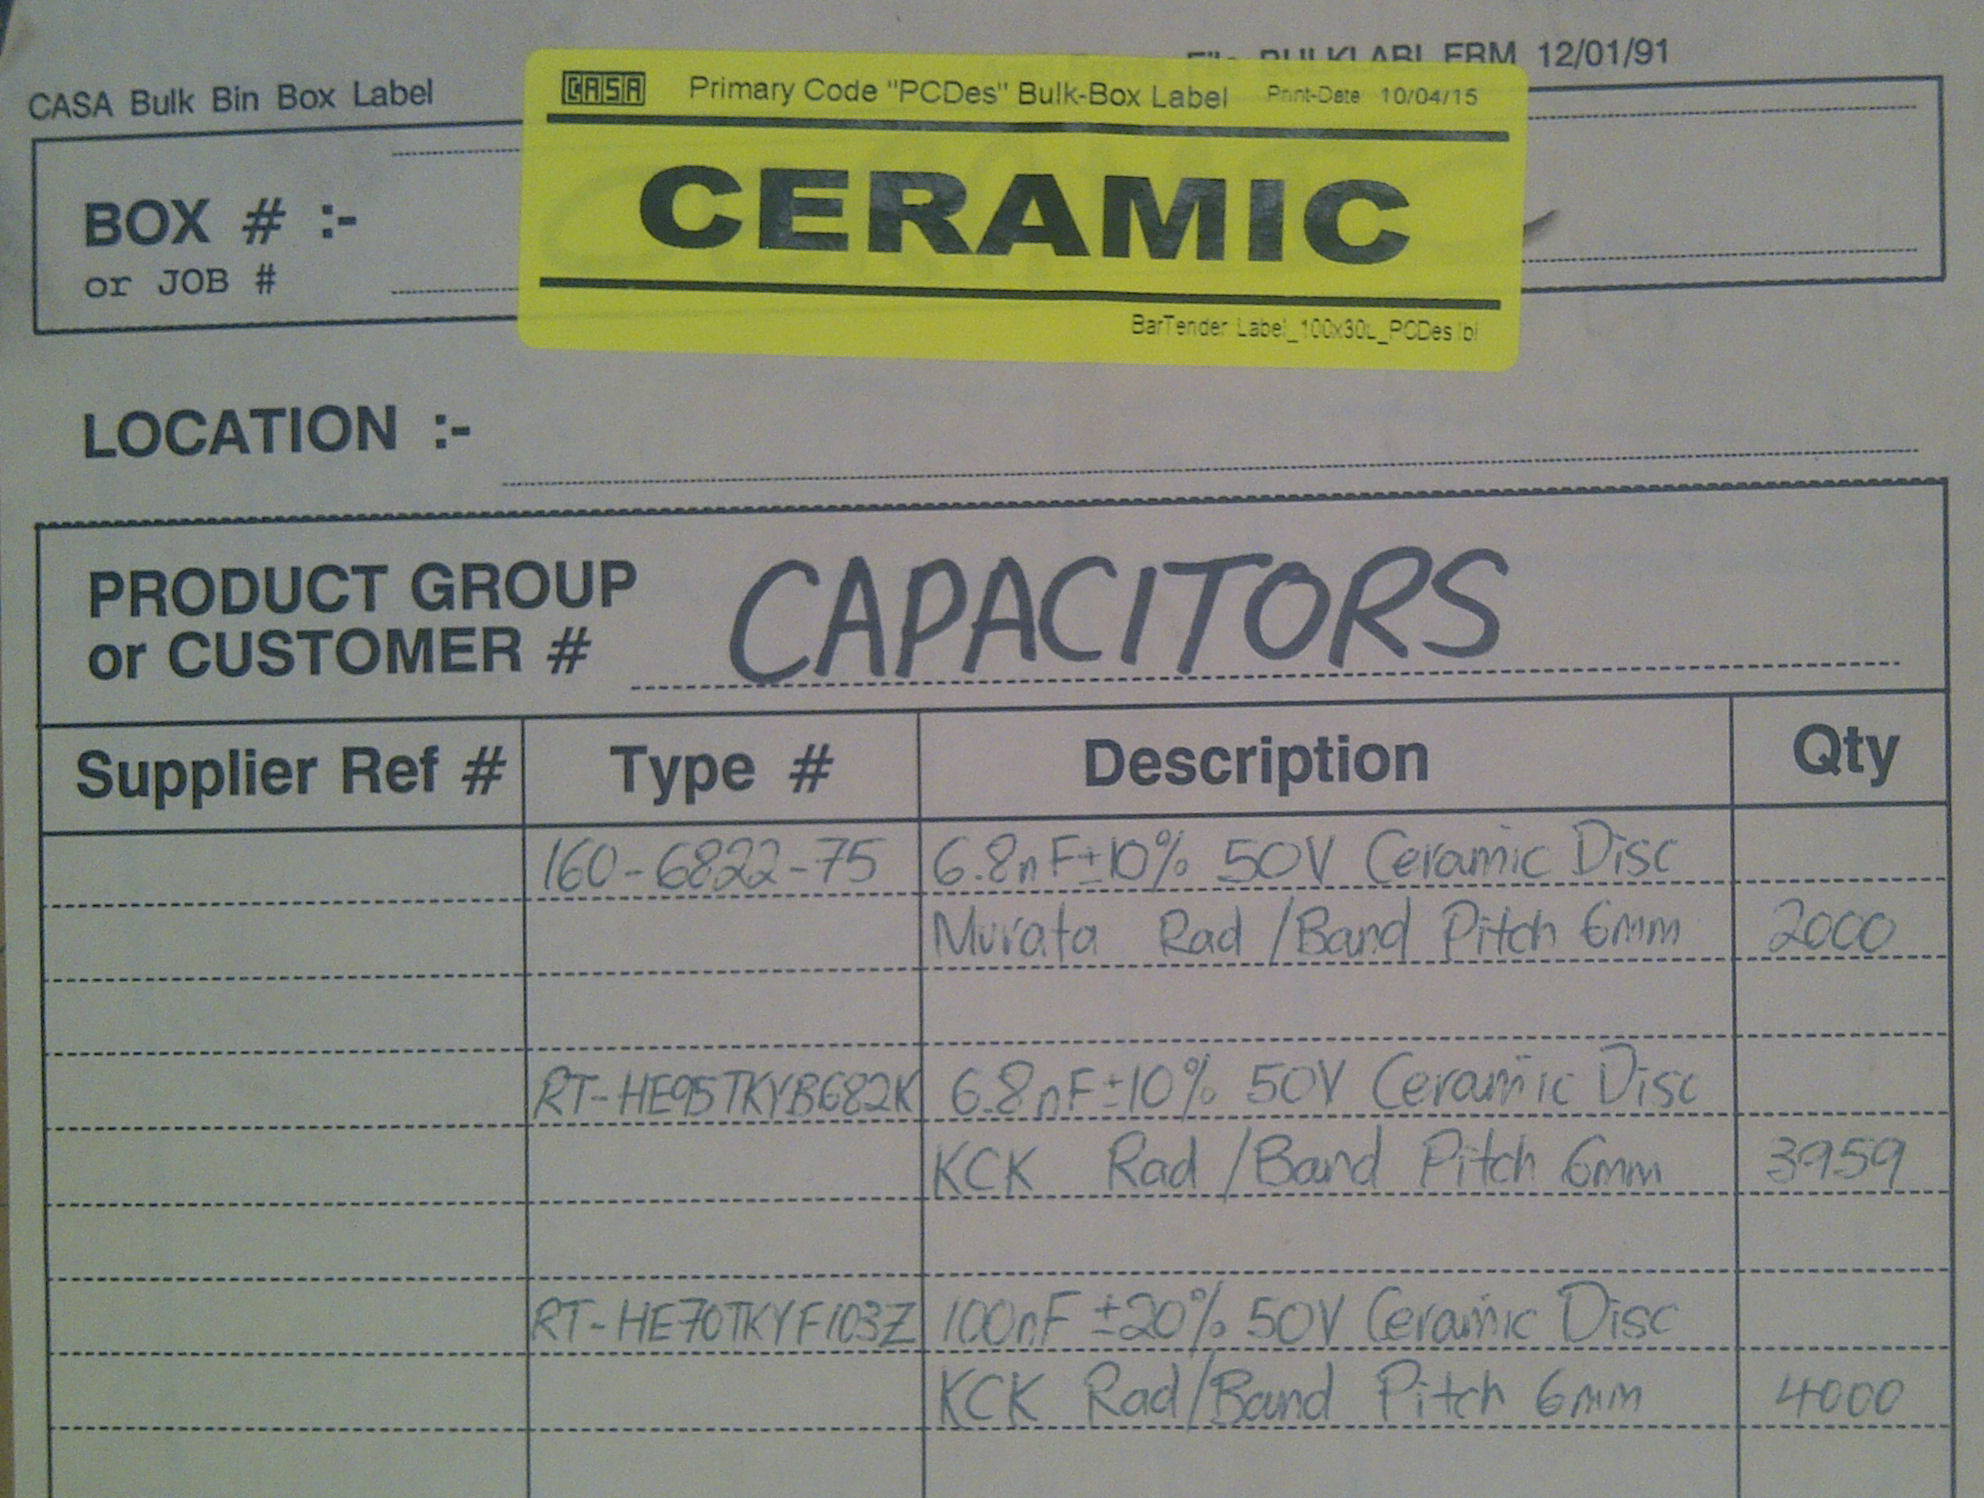 12/01/91
CASA Bulk Bin Box Label
CASA Primary Code "PCDes" Bulk-Box Label Print-Date 10/04/15
CERAMIC
BarTender Label_100x30L_PCDes.lbl
BOX # :-
or JOB #
LOCATION :-
PRODUCT GROUP
or CUSTOMER # CAPACITORS
Supplier Ref # Type # Description Qty
160-6822-75 6.8nF±10% 50V Ceramic Disc
Murata Rad /Band Pitch 6mm 2000
RT-HE95TKYB682K 6.8nF±10% 50V Ceramic Disc
KCK Rad /Band Pitch 6mm 3959
RT-HE70TKYF103Z 100nF ±20% 50V Ceramic Disc
KCK Rad/Band Pitch 6mm 4000